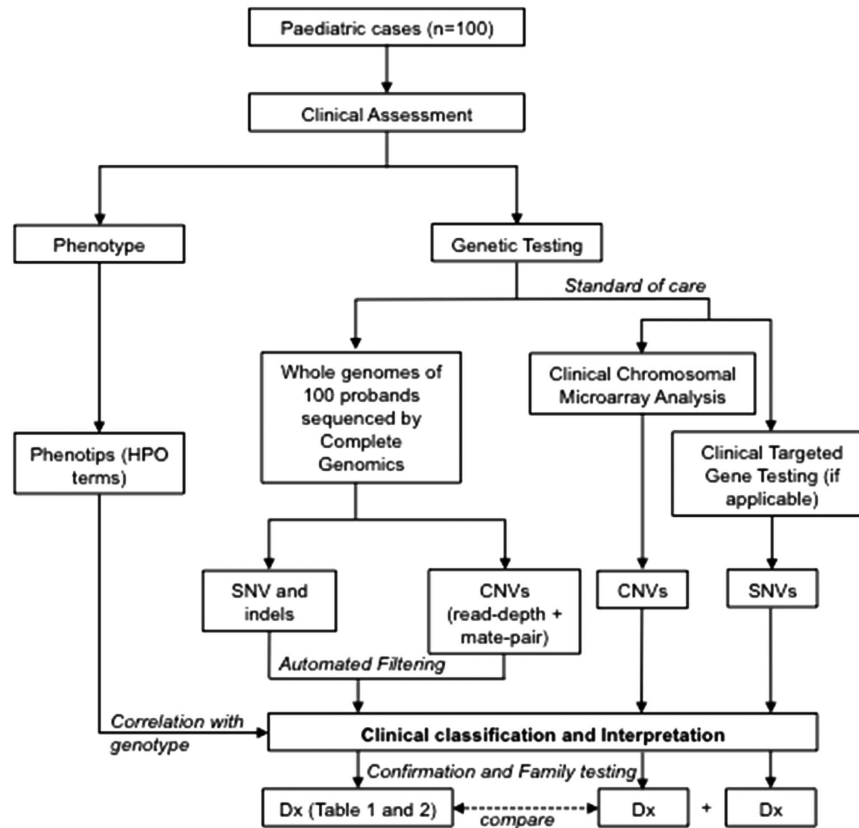 Paediatric cases (n=100)
Clinical Assessment
Phenotype
Genetic Testing
Standard of care
Whole genomes of
100 probands
sequenced by
Complete
Genomics
Clinical Chromosomal
Microarray Analysis
Phenotips (HPO
terms)
Clinical Targeted
Gene Testing (if
applicable)
SNV and
indels
CNVs
(read-depth +
mate-pair)
CNVs
SNVs
Automated Filtering
Correlation with
genotype
Clinical classification and Interpretation
Confirmation and Family testing
Dx (Table 1 and 2)
compare
Dx
+
Dx